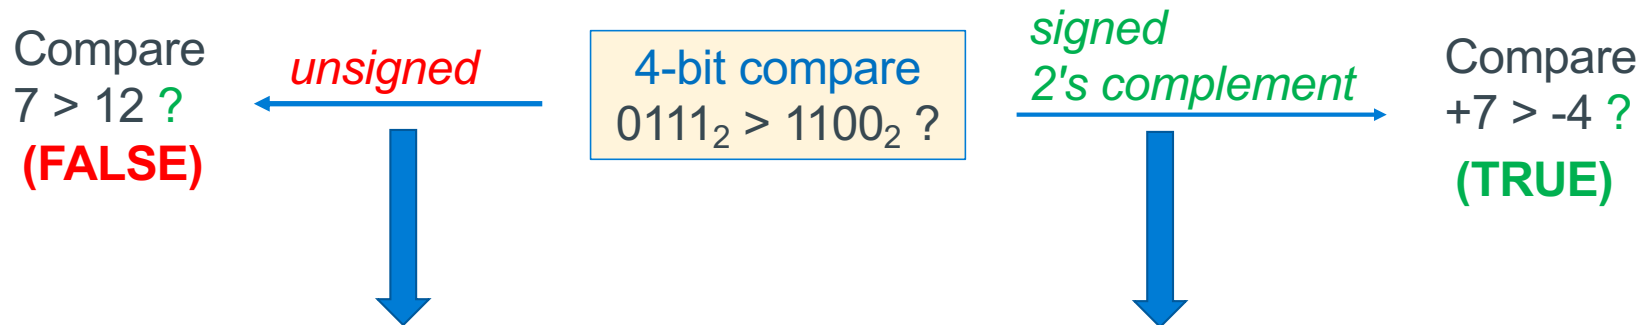 Compare
7 > 12 ?
(FALSE)
unsigned
4-bit compare
0111₂ > 1100₂ ?
signed
2's complement
Compare
+7 > -4 ?
(TRUE)